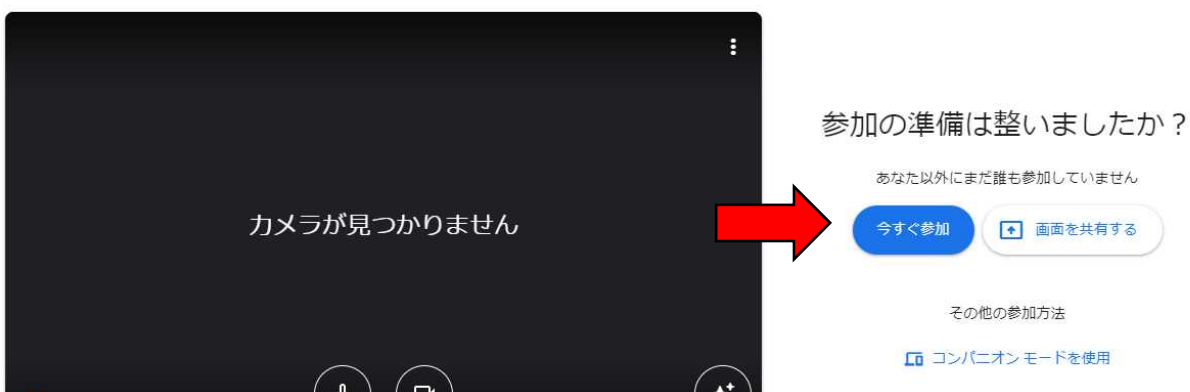 カメラが見つかりません
参加の準備は整いましたか？
あなた以外にまだ誰も参加していません
今すぐ参加
画面を共有する
その他の参加方法
コンパニオン モードを使用